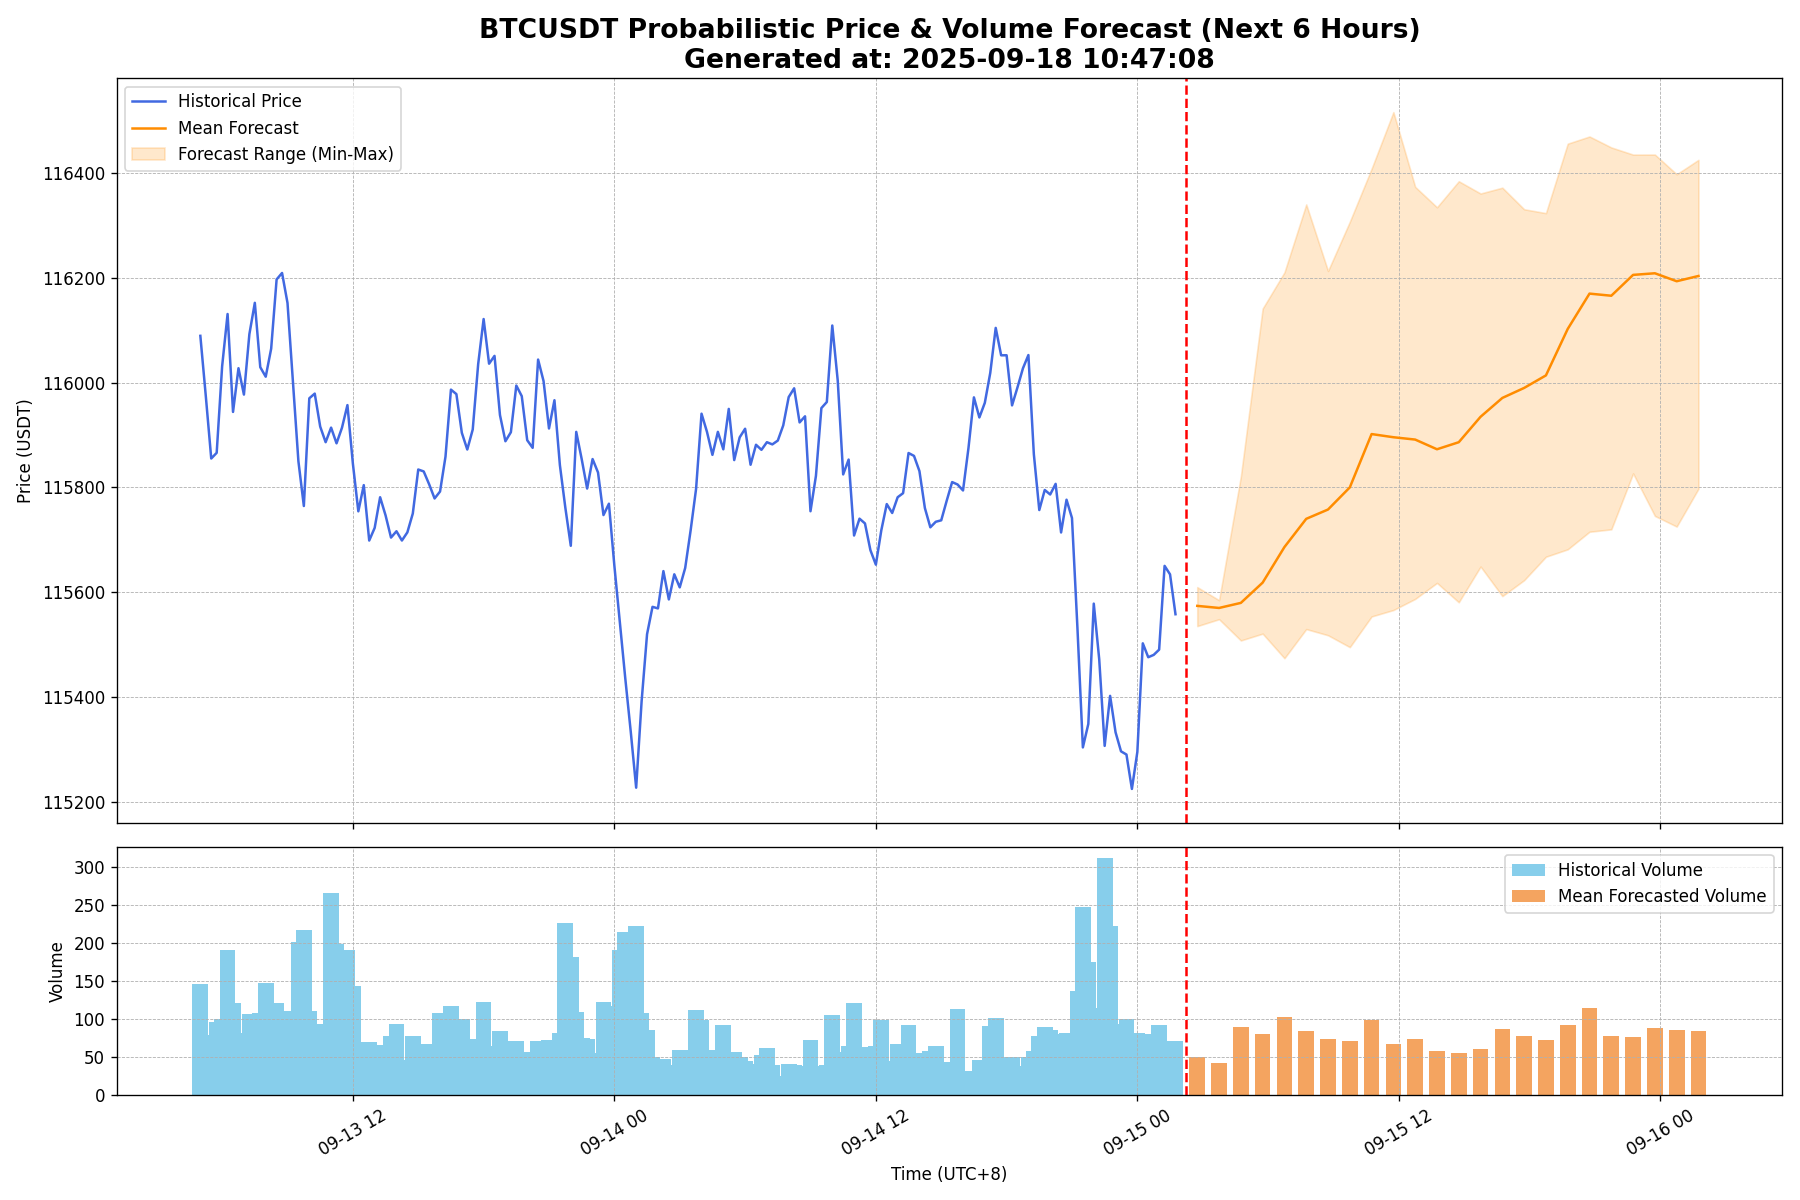 BTCUSDT Probabilistic Price & Volume Forecast (Next 6 Hours)
Generated at: 2025-09-18 10:47:08
Historical Price
Mean Forecast
Forecast Range (Min-Max)
Price (USDT)
116400
116200
116000
115800
115600
115400
115200
Historical Volume
Mean Forecasted Volume
Volume
300
250
200
150
100
50
0
09-13 12
09-14 00
09-14 12
09-15 00
09-15 12
09-16 00
Time (UTC+8)